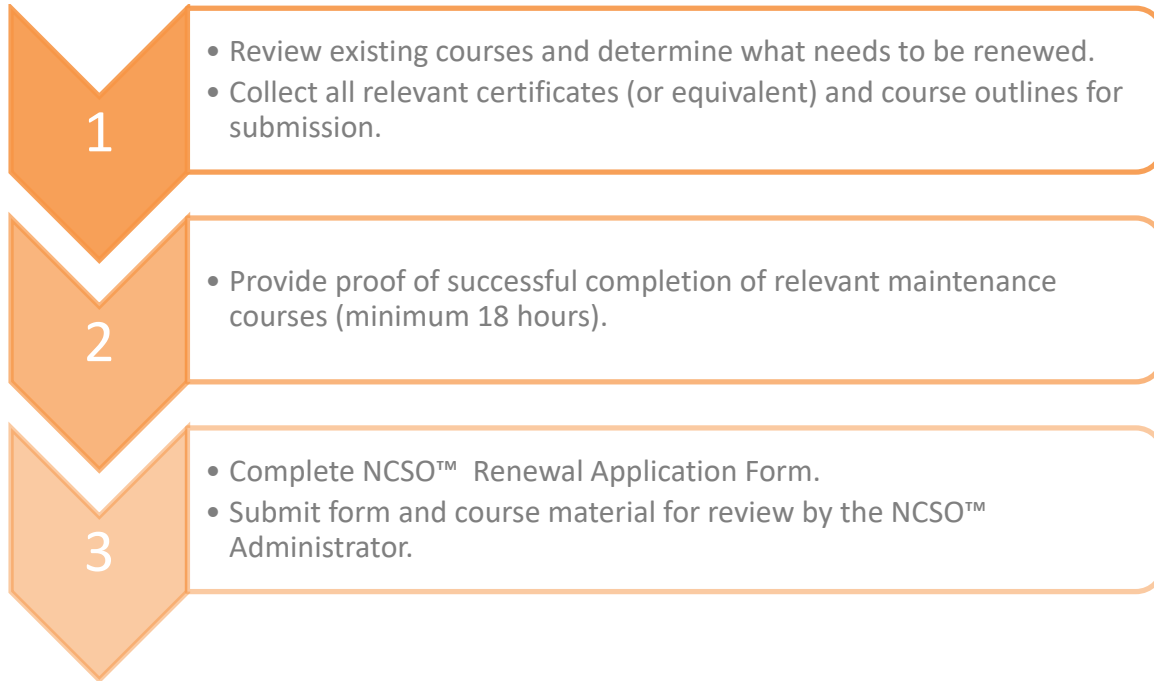 1
• Review existing courses and determine what needs to be renewed.
• Collect all relevant certificates (or equivalent) and course outlines for
submission.
2
• Provide proof of successful completion of relevant maintenance
courses (minimum 18 hours).
3
• Complete NCSO™ Renewal Application Form.
• Submit form and course material for review by the NCSO™
Administrator.